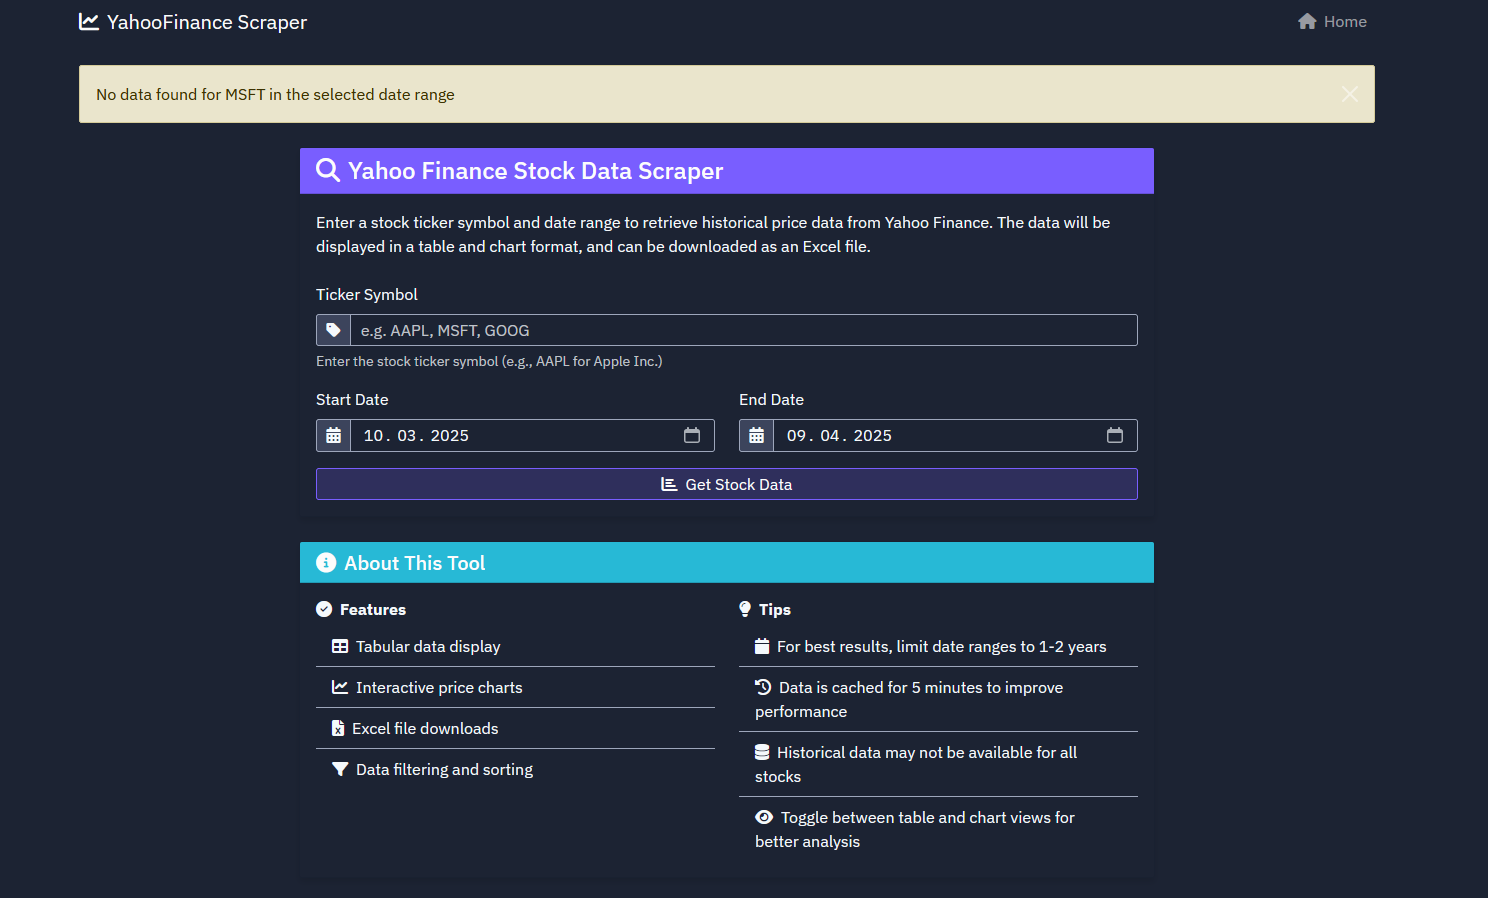 YahooFinance Scraper
Home
No data found for MSFT in the selected date range
Yahoo Finance Stock Data Scraper
Enter a stock ticker symbol and date range to retrieve historical price data from Yahoo Finance. The data will be
displayed in a table and chart format, and can be downloaded as an Excel file.
Ticker Symbol
e.g. AAPL, MSFT, GOOG
Enter the stock ticker symbol (e.g., AAPL for Apple Inc.)
Start Date
10. 03. 2025
End Date
09. 04. 2025
Get Stock Data
About This Tool
Features
Tabular data display
Interactive price charts
Excel file downloads
Data filtering and sorting
Tips
For best results, limit date ranges to 1-2 years
Data is cached for 5 minutes to improve
performance
Historical data may not be available for all
stocks
Toggle between table and chart views for
better analysis